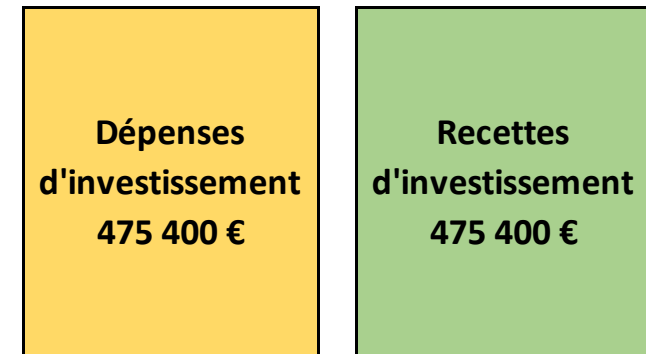 Dépenses
d'investissement
475 400 €
Recettes
d'investissement
475 400 €